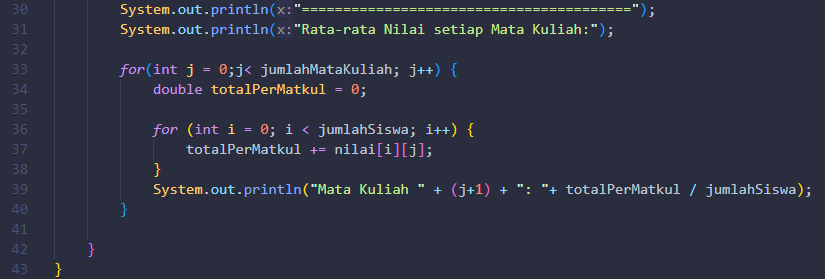 30 System.out.println(x:"========================================");
31 System.out.println(x:"Rata-rata Nilai setiap Mata Kuliah:");
32
33 for(int j = 0;j< jumlahMataKuliah; j++) {
34 double totalPerMatkul = 0;
35
36 for (int i = 0; i < jumlahSiswa; i++) {
37 totalPerMatkul += nilai[i][j];
38 }
39 System.out.println("Mata Kuliah " + (j+1) + ": "+ totalPerMatkul / jumlahSiswa);
40 }
41
42 }
43 }